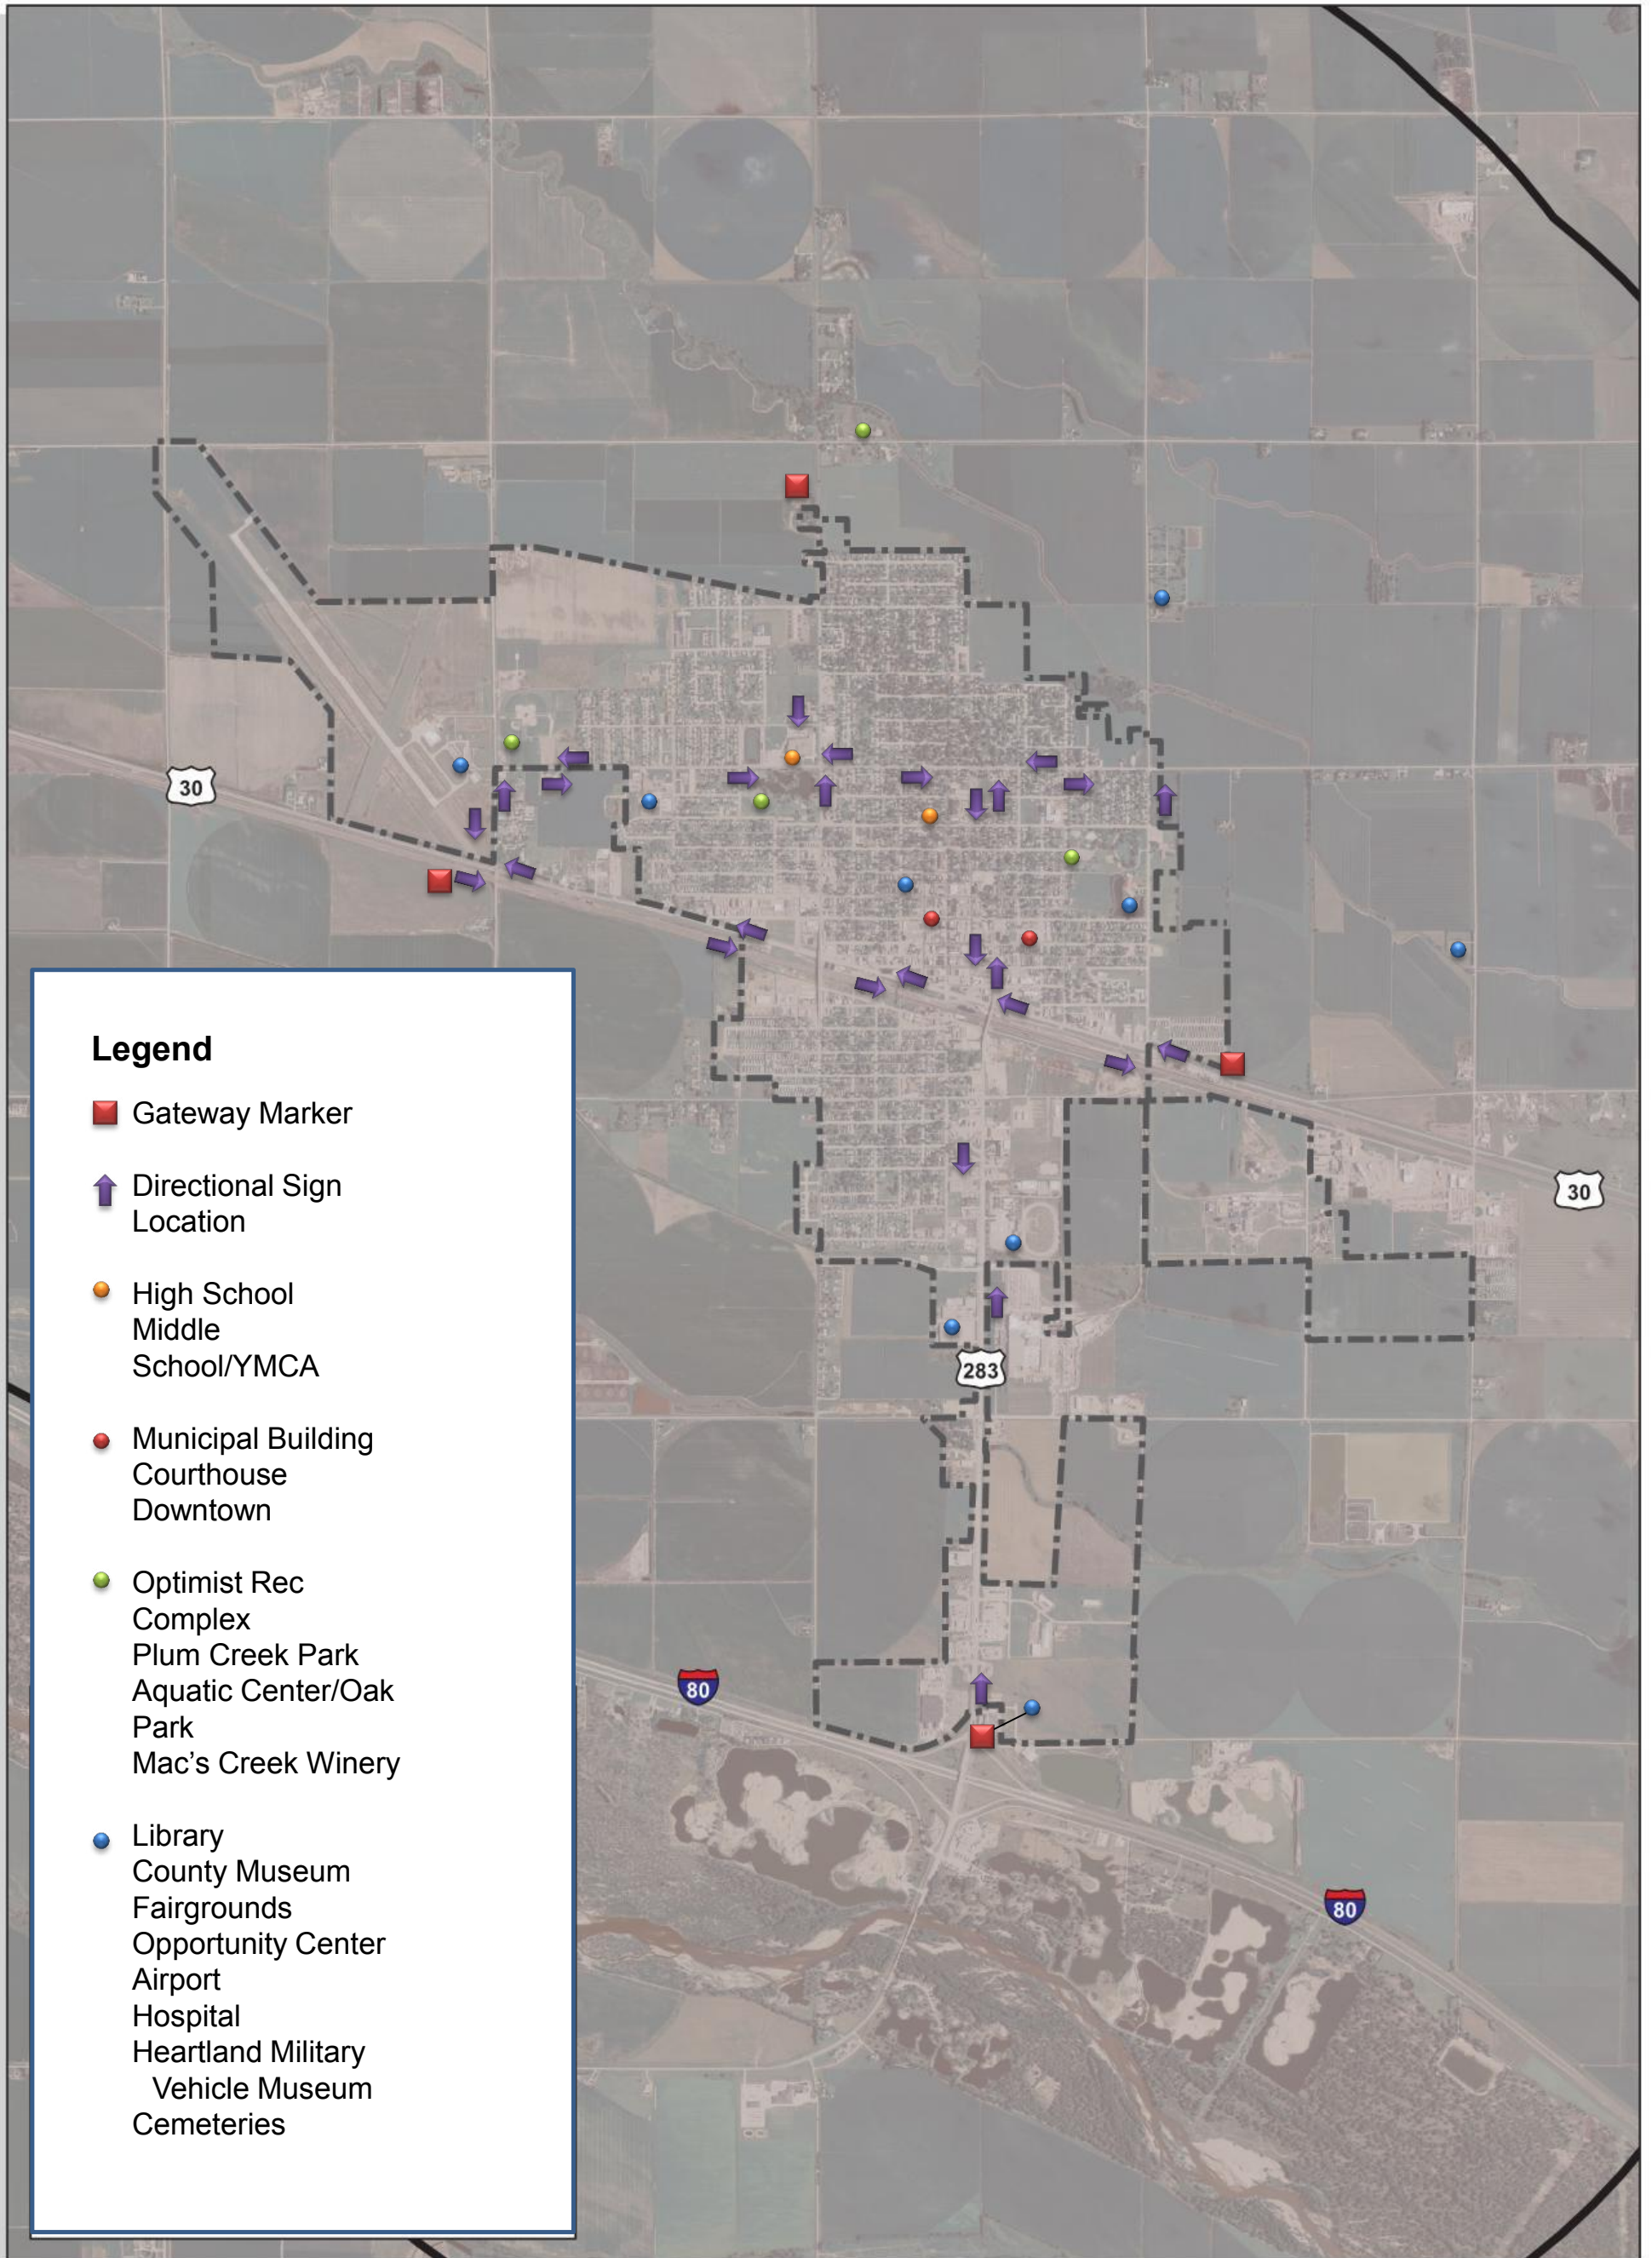 30
Legend
Gateway Marker
Directional Sign
Location
30
High School
Middle
School/YMCA
283
Municipal Building
Courthouse
Downtown
Optimist Rec
Complex
Plum Creek Park
Aquatic Center/Oak
Park
Mac's Creek Winery
80
Library
County Museum
Fairgrounds
Opportunity Center
Airport
Hospital
Heartland Military
Vehicle Museum
Cemeteries
80